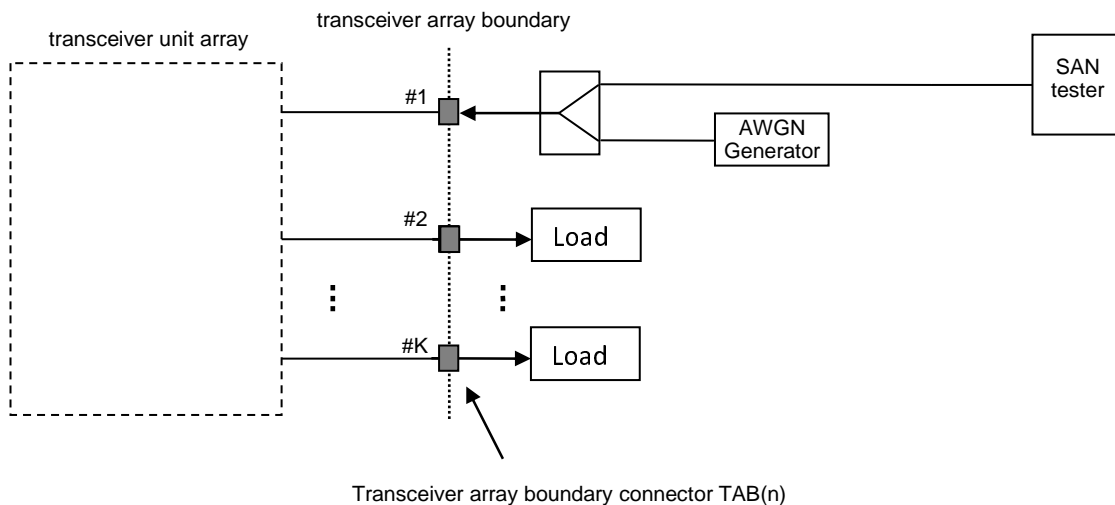 transceiver array boundary
transceiver unit array
SAN
tester
#1
AWGN
Generator
#2
Load
#K
Load
Transceiver array boundary connector TAB(n)